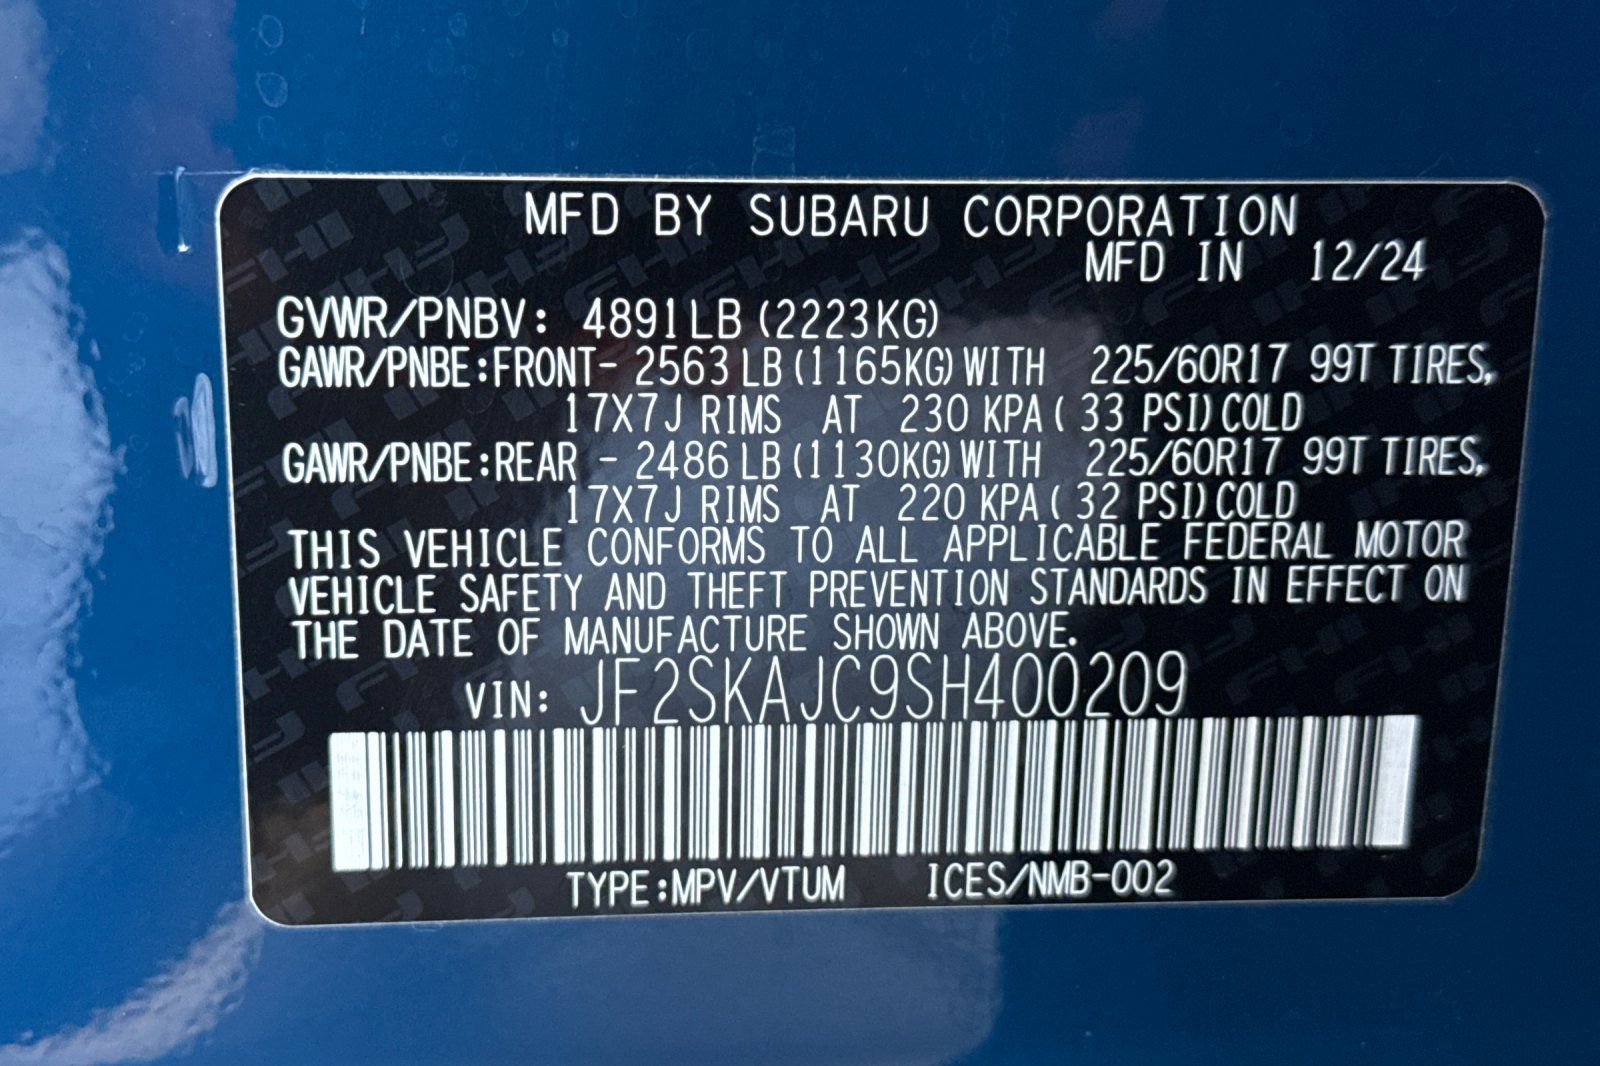 MFD BY SUBARU CORPORATION
MFD IN 12/24
GVWR/PNBV: 4891LB (2223KG)
GAWR/PNBE:FRONT- 2563LB (1165KG)WITH 225/60R17 99T TIRES,
17X7J RIMS AT 230 KPA ( 33 PSI)COLD
GAWR/PNBE:REAR - 2486LB (1130KG)WITH 225/60R17 99T TIRES,
17X7J RIMS AT 220 KPA ( 32 PSI)COLD
THIS VEHICLE CONFORMS TO ALL APPLICABLE FEDERAL MOTOR
VEHICLE SAFETY AND THEFT PREVENTION STANDARDS IN EFFECT ON
THE DATE OF MANUFACTURE SHOWN ABOVE.
VIN: JF2SKAJC9SH400209
TYPE:MPV/VTUM ICES/NMB-002